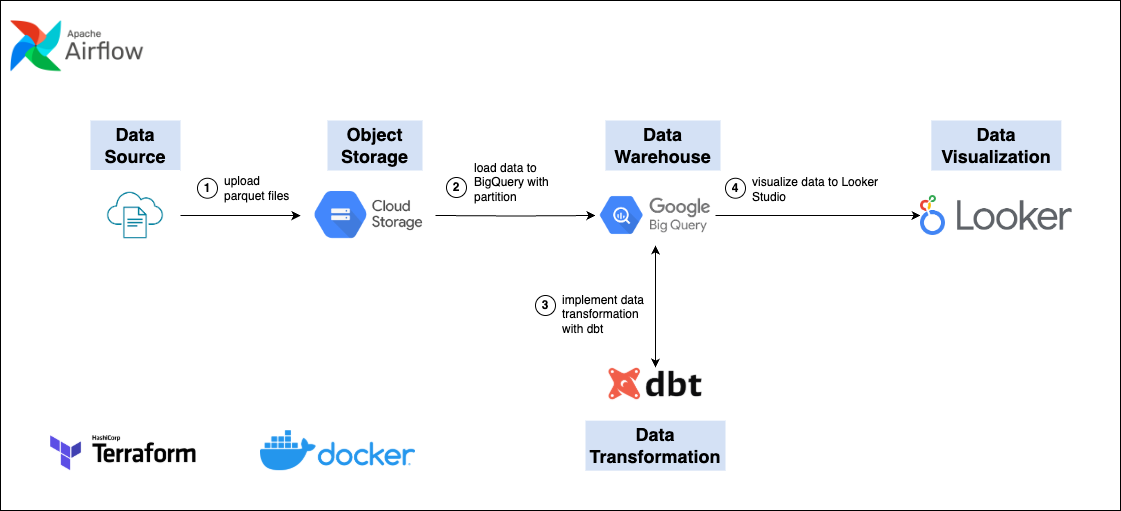 Apache
Airflow
Data
Source
Object
Storage
Data
Warehouse
Data
Visualization
1
upload
parquet files
Cloud
Storage
2
load data to
BigQuery with
partition
Google
Big Query
4
visualize data to Looker
Studio
Looker
3
implement data
transformation
with dbt
dbt
Data
Transformation
HashiCorp
Terraform
docker